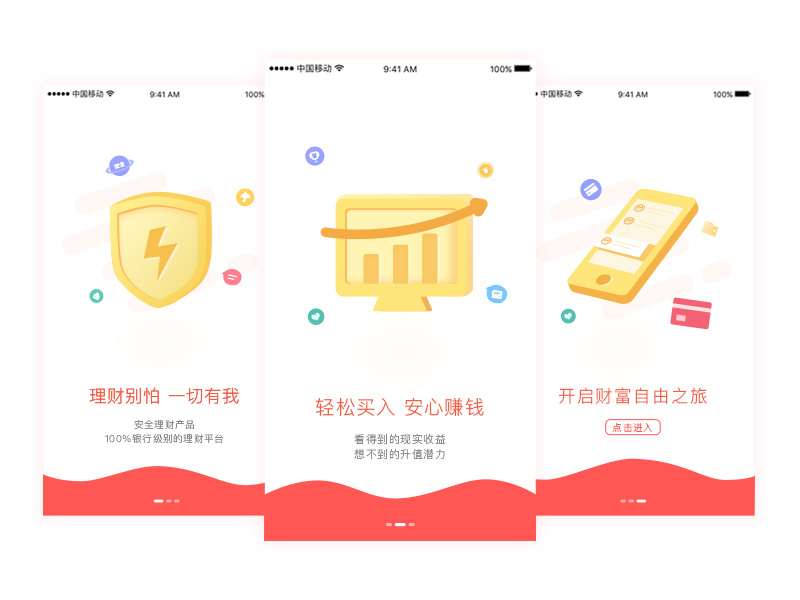 ●●●●● 中国移动 9:41 AM 100%
安全
理财别怕 一切有我
安全理财产品
100%银行级别的理财平台
●●●●● 中国移动 9:41 AM 100%
轻松买入 安心赚钱
看得到的现实收益
想不到的升值潜力
中国移动 9:41 AM 100%
开启财富自由之旅
点击进入